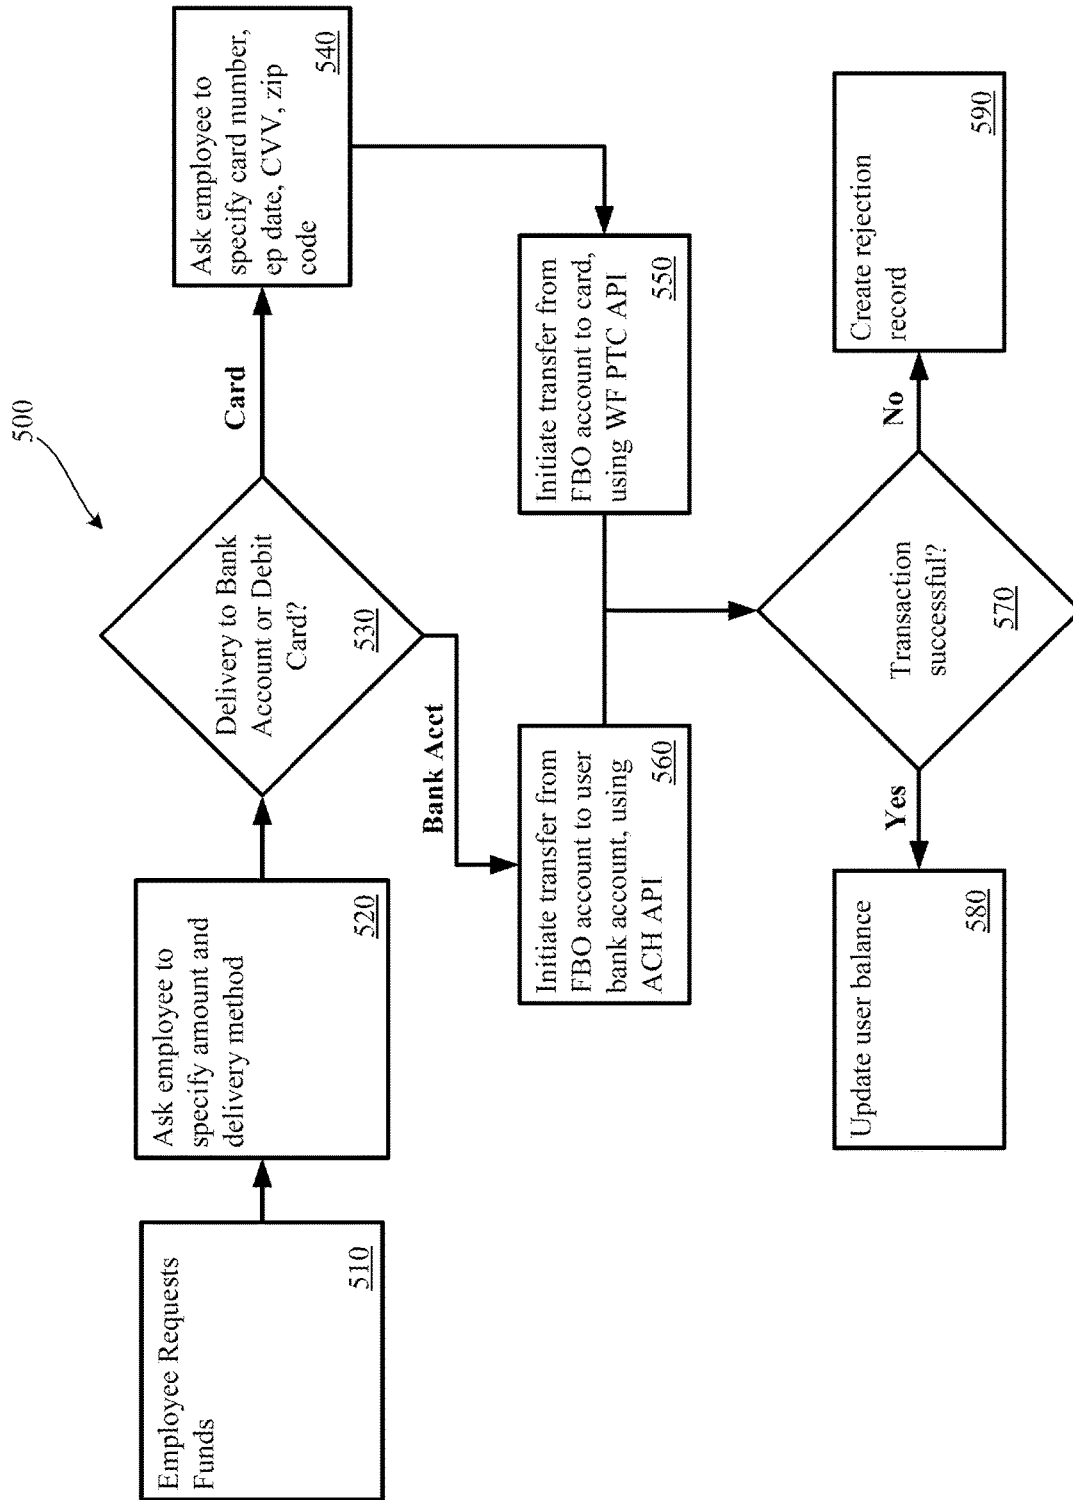 500
Employee Requests
Funds
510
Ask employee to
specify amount and
delivery method
520
Delivery to Bank
Account or Debit
Card?
530
Card
Ask employee to
specify card number,
ep date, CVV, zip
code
540
Bank Acct
Initiate transfer from
FBO account to user
bank account, using
ACH API
560
Initiate transfer from
FBO account to card,
using WF PTC API
550
Transaction
successful?
570
Yes
Update user balance
580
No
Create rejection
record
590